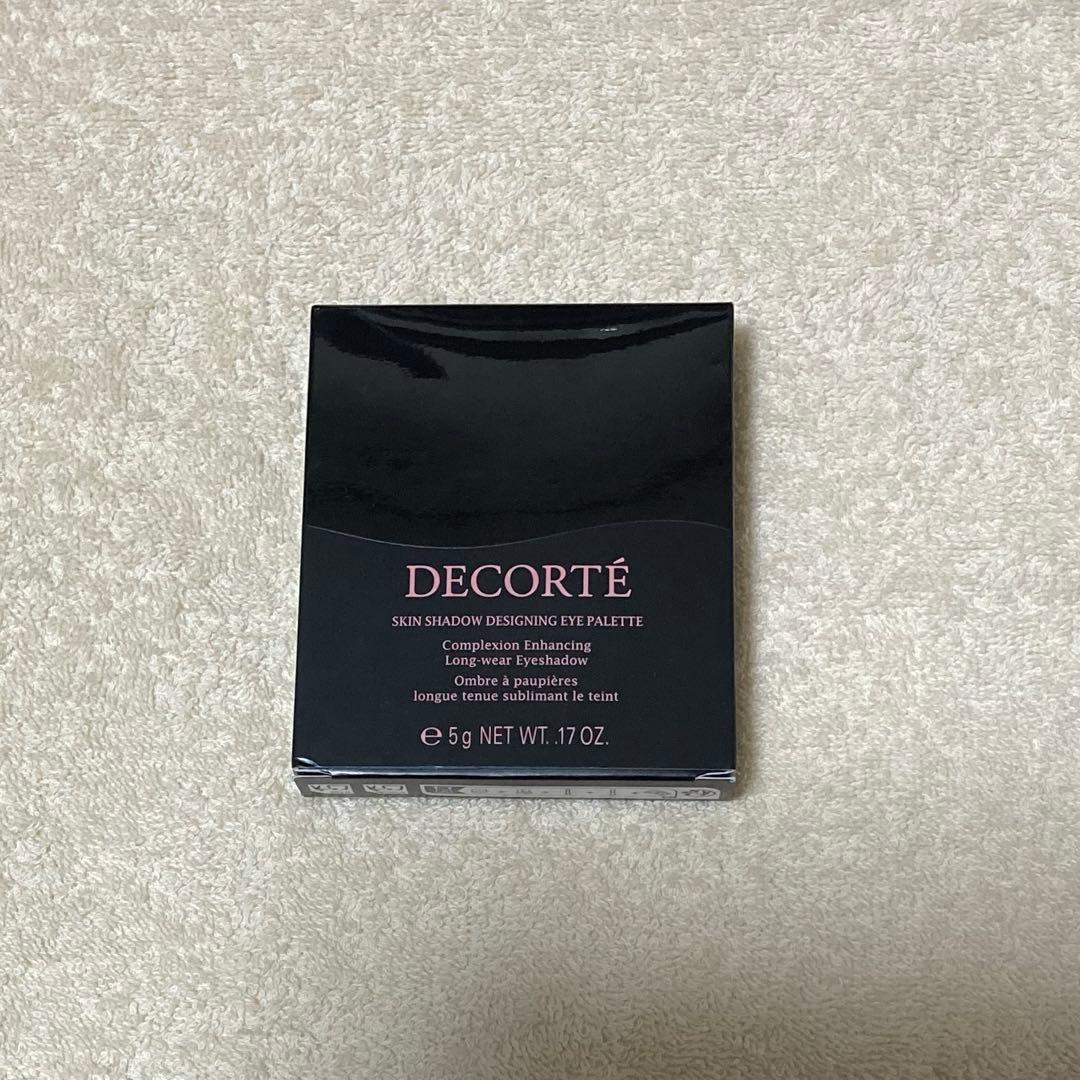 DECORTÉ
SKIN SHADOW DESIGNING EYE PALETTE
Complexion Enhancing
Long-wear Eyeshadow
Ombre à paupières
longue tenue sublimant le teint
℮ 5 g NET WT. .17 OZ.